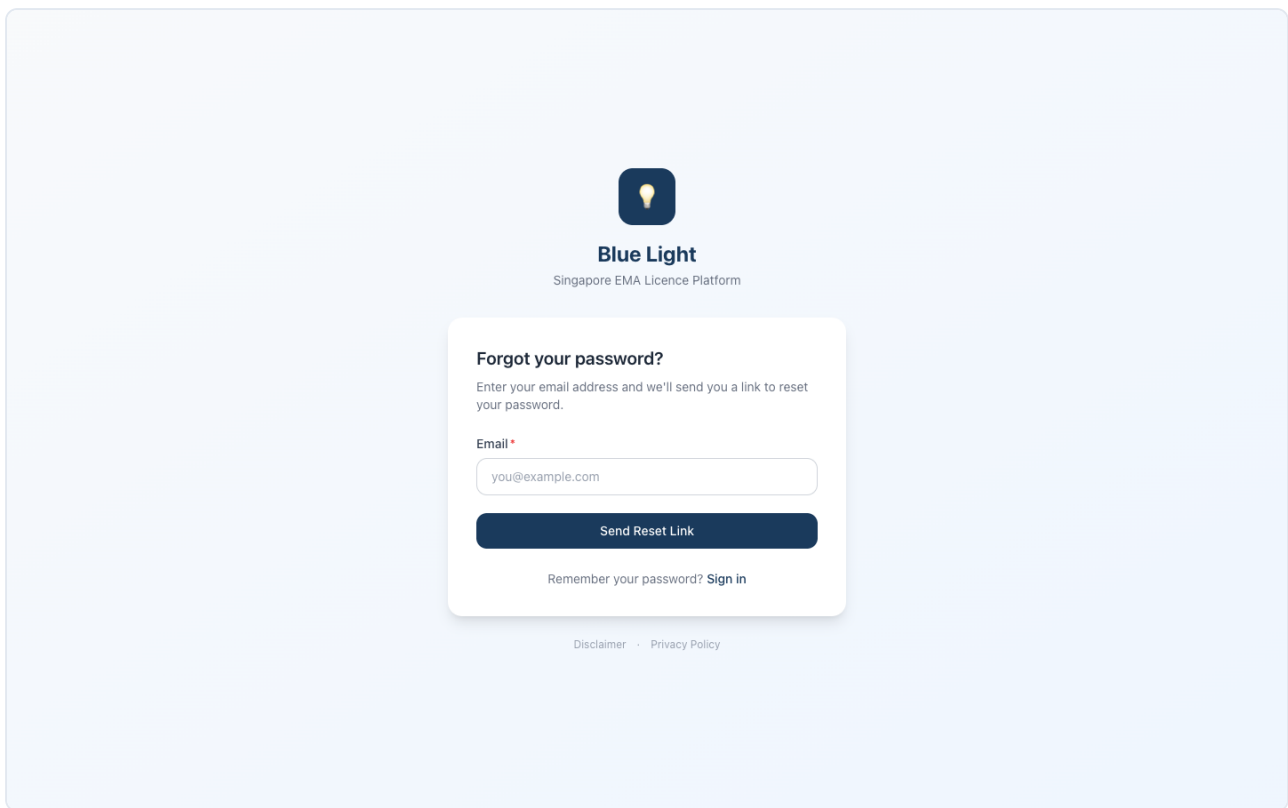 Blue Light
Singapore EMA Licence Platform
Forgot your password?
Enter your email address and we'll send you a link to reset
your password.
Email *
you@example.com
Send Reset Link
Remember your password? Sign in
Disclaimer · Privacy Policy